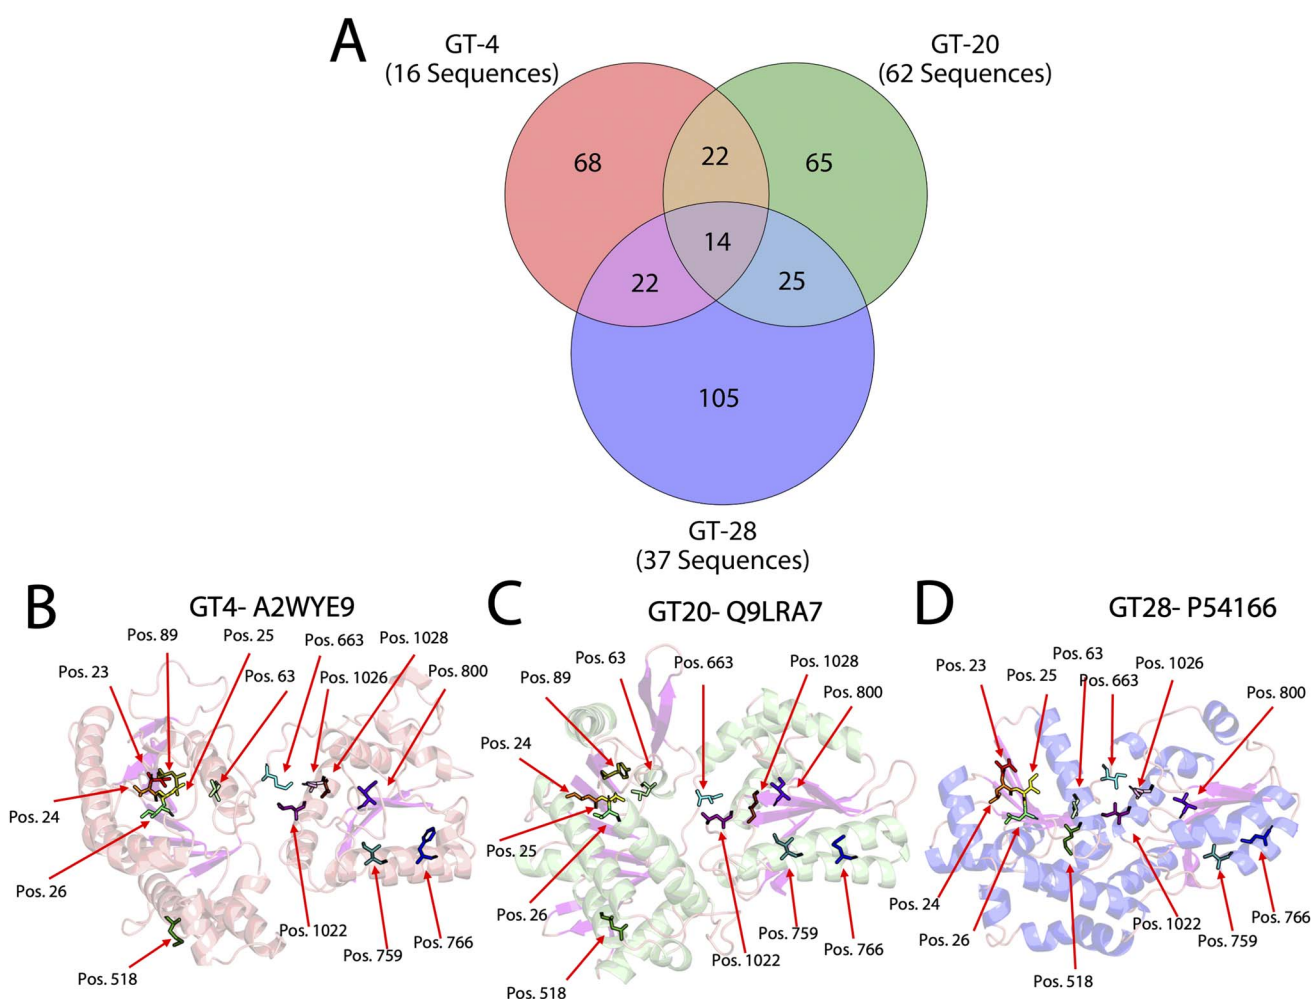 A
GT-4
(16 Sequences)
GT-20
(62 Sequences)
68
22
65
14
22
25
105
GT-28
(37 Sequences)
B
GT4- A2WYE9
Pos. 89
Pos. 25
Pos. 663
Pos. 1028
Pos. 23
Pos. 63
Pos. 1026
Pos. 800
Pos. 24
Pos. 26
Pos. 518
Pos. 1022
Pos. 759
Pos. 766
C
GT20- Q9LRA7
Pos. 63
Pos. 663
Pos. 1028
Pos. 89
Pos. 800
Pos. 24
Pos. 25
Pos. 26
Pos. 518
Pos. 1022
Pos. 759
Pos. 766
D
GT28- P54166
Pos. 23
Pos. 25
Pos. 63
Pos. 663
Pos. 1026
Pos. 800
Pos. 24
Pos. 26
Pos. 518
Pos. 1022
Pos. 759
Pos. 766